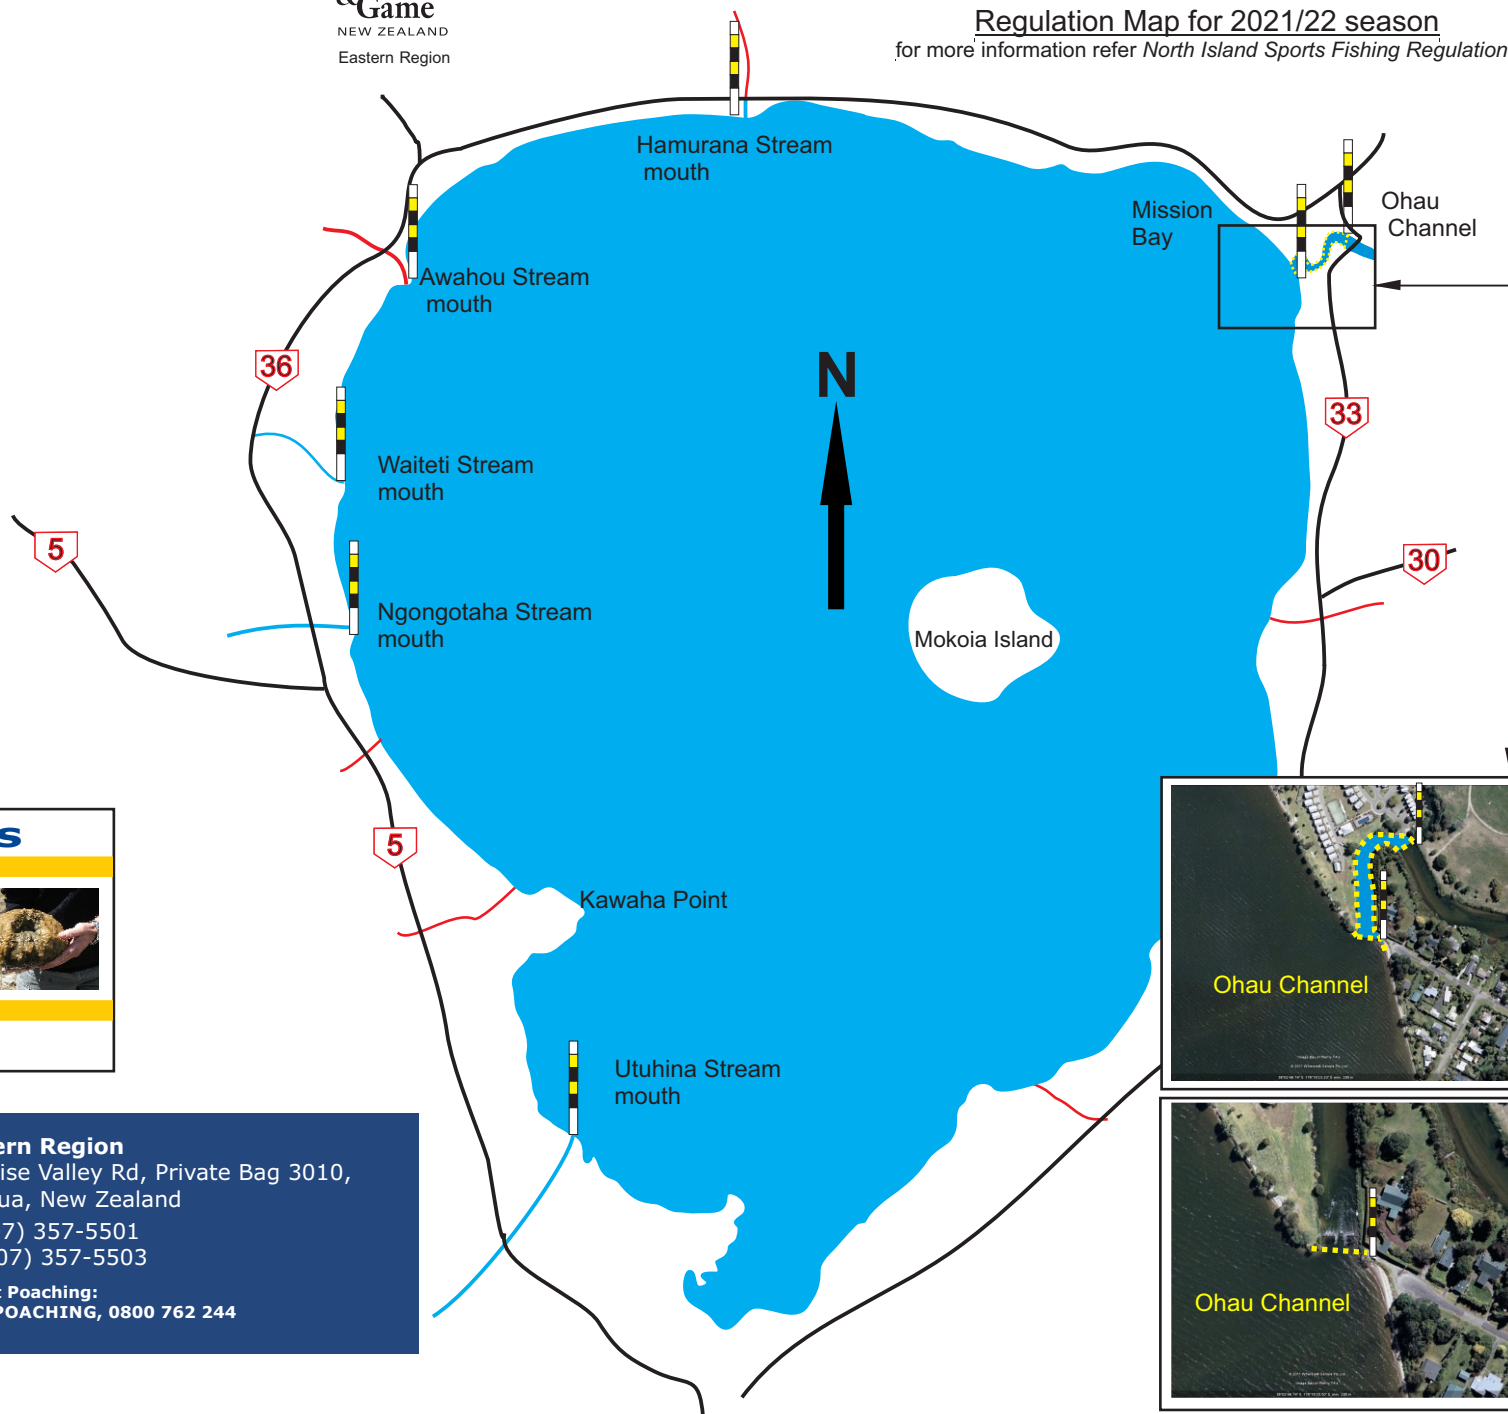 &Game
NEW ZEALAND
Eastern Region
Regulation Map for 2021/22 season
for more information refer North Island Sports Fishing Regulation
Hamurana Stream
mouth
Mission
Bay
Ohau
Channel
Awahou Stream
mouth
36
N
33
Waiteti Stream
mouth
5
30
Ngongotaha Stream
mouth
Mokoia Island
s
5
Kawaha Point
Ohau Channel
Utuhina Stream
mouth
ern Region
ise Valley Rd, Private Bag 3010,
ua, New Zealand
7) 357-5501
07) 357-5503
t Poaching:
POACHING, 0800 762 244
Ohau Channel